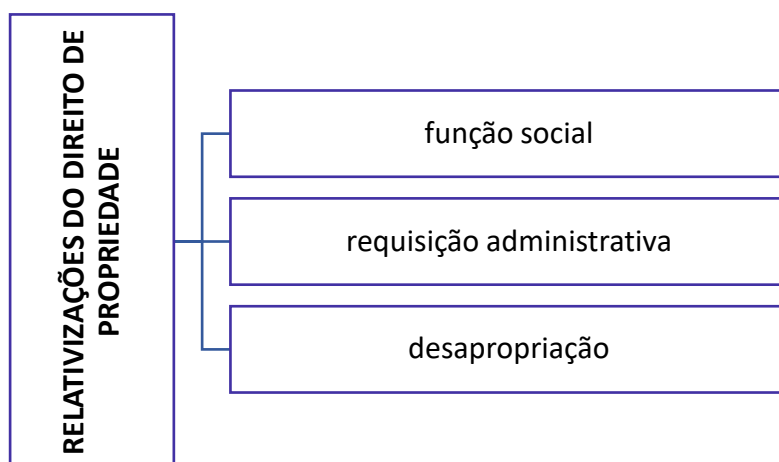 RELATIVIZAÇÕES DO DIREITO DE
PROPRIEDADE
função social
requisição administrativa
desapropriação